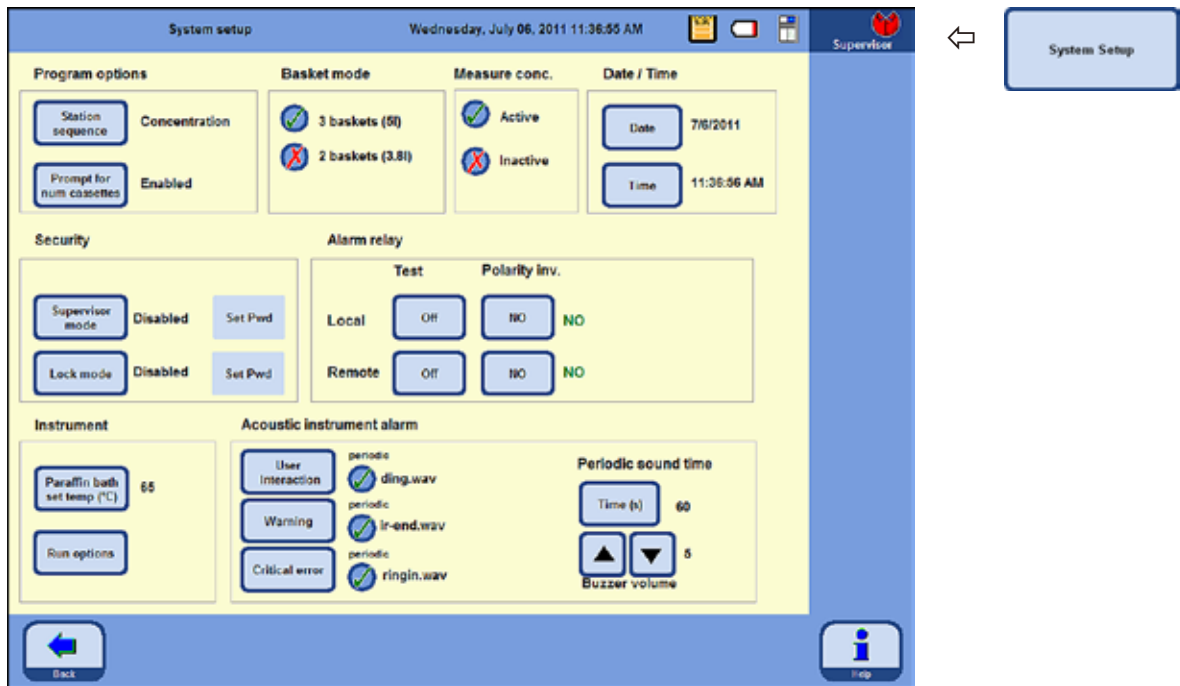 System setup
Wednesday, July 06, 2011 11:36:55 AM
Supervisor
System Setup
Program options
Station
sequence
Concentration
Prompt for
num cassettes
Enabled
Basket mode
3 baskets (5l)
2 baskets (3.8l)
Measure conc.
Active
Inactive
Date / Time
Date
7/6/2011
Time
11:36:56 AM
Security
Supervisor
mode
Disabled
Set Pwd
Lock mode
Disabled
Set Pwd
Alarm relay
Test
Polarity inv.
Local
Off
NO
NO
Remote
Off
NO
NO
Instrument
Paraffin bath
set temp (°C)
65
Run options
Acoustic instrument alarm
User
Interaction
periodic
ding.wav
Warning
periodic
ir-end.wav
Critical error
periodic
ringin.wav
Periodic sound time
Time (s)
60
5
Buzzer volume
Back
Help